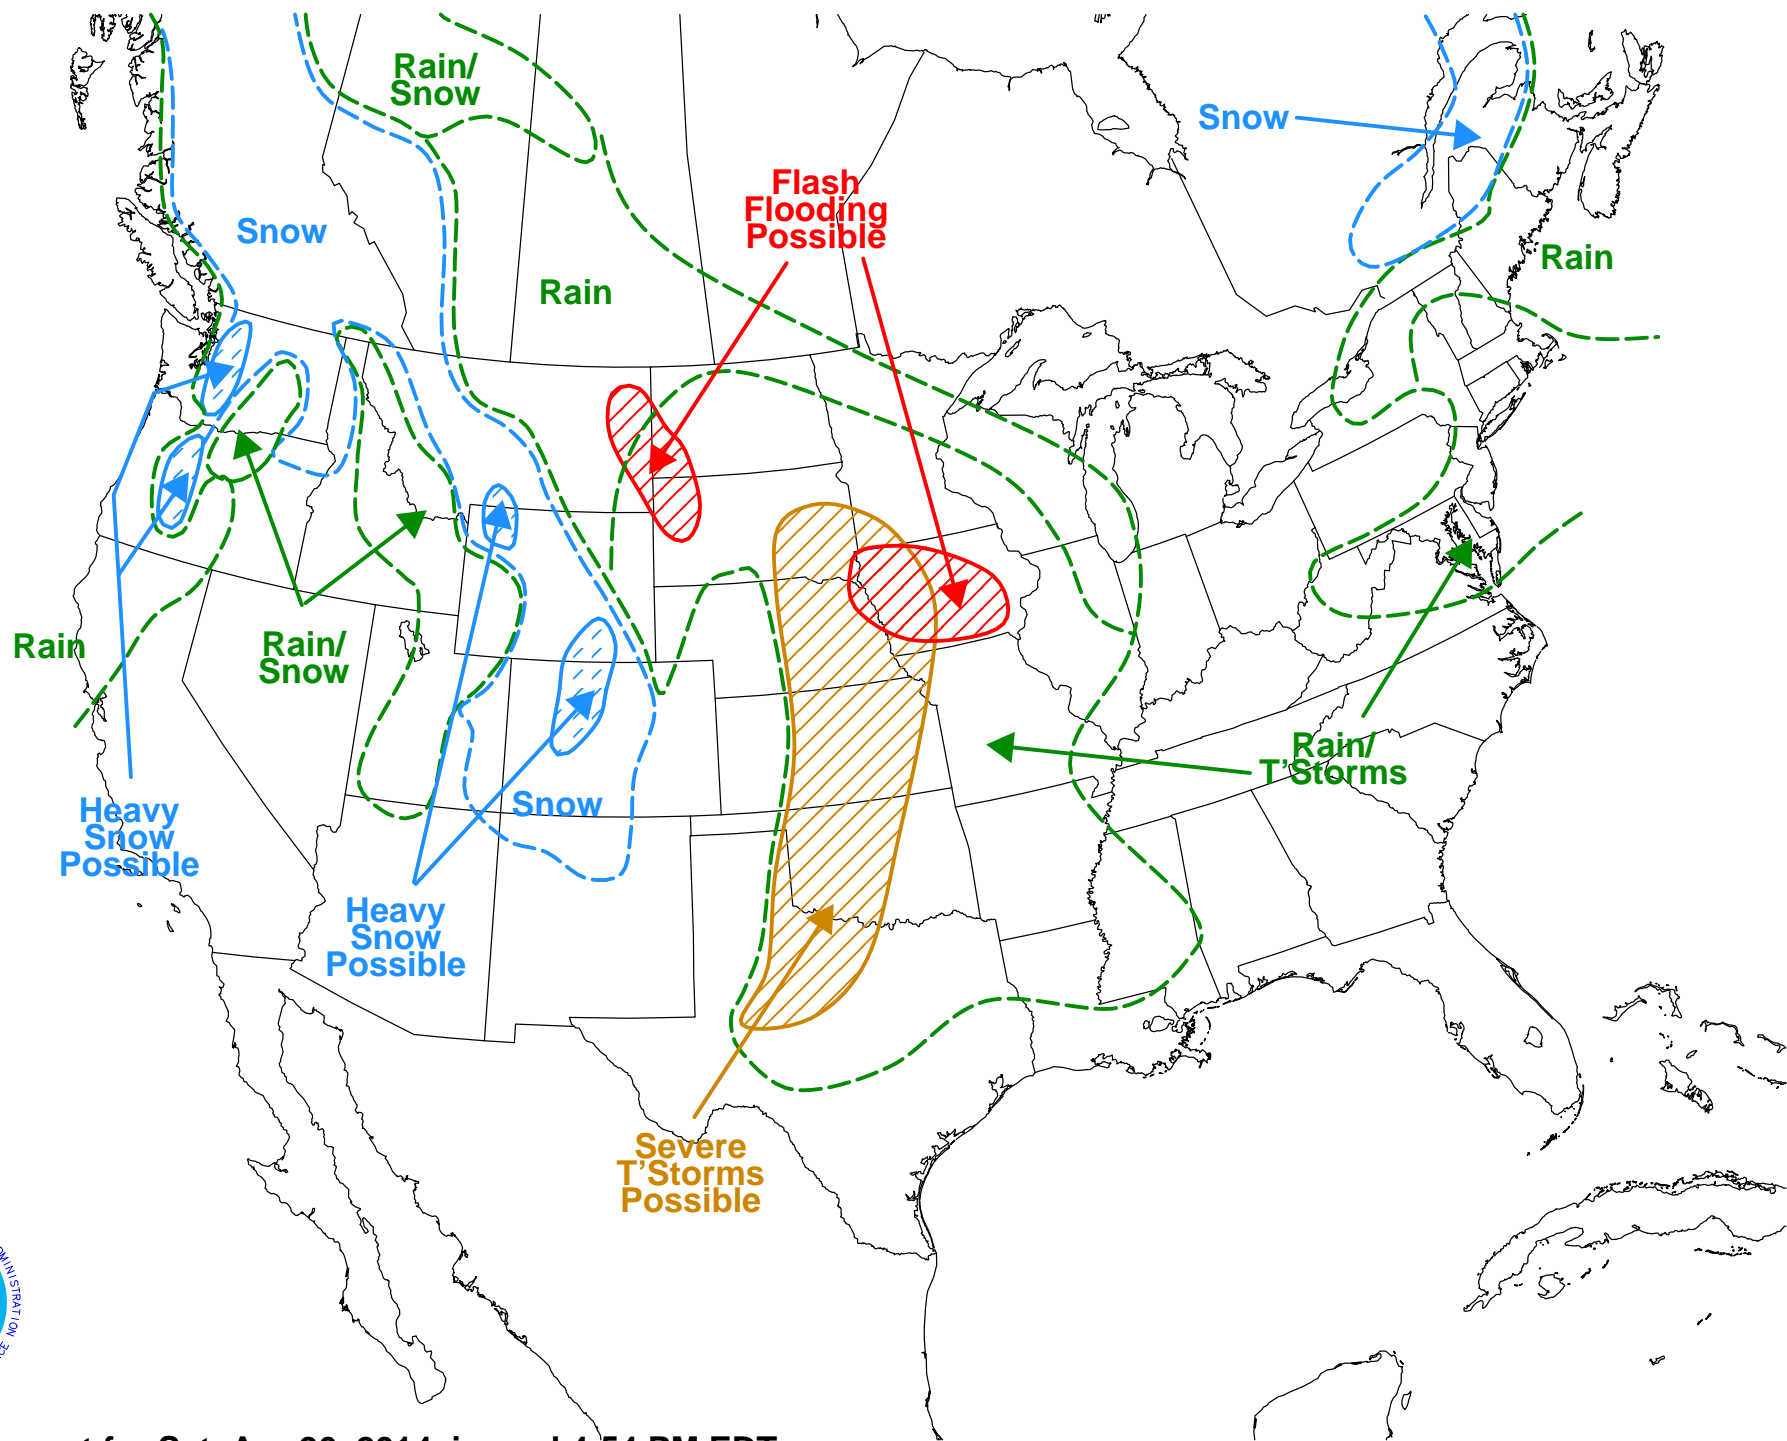 Rain/
Snow
Snow
Flash
Flooding
Possible
Snow
Rain
Rain
Rain
Rain/
Snow
Rain/
T'Storms
Heavy
Snow
Possible
Snow
Heavy
Snow
Possible
Severe
T'Storms
Possible
MINISTRATION